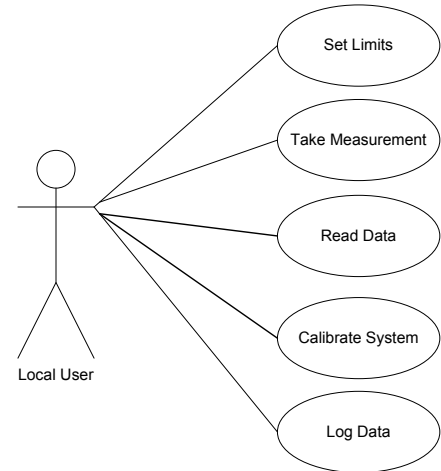 Set Limits
Take Measurement
Read Data
Calibrate System
Local User
Log Data